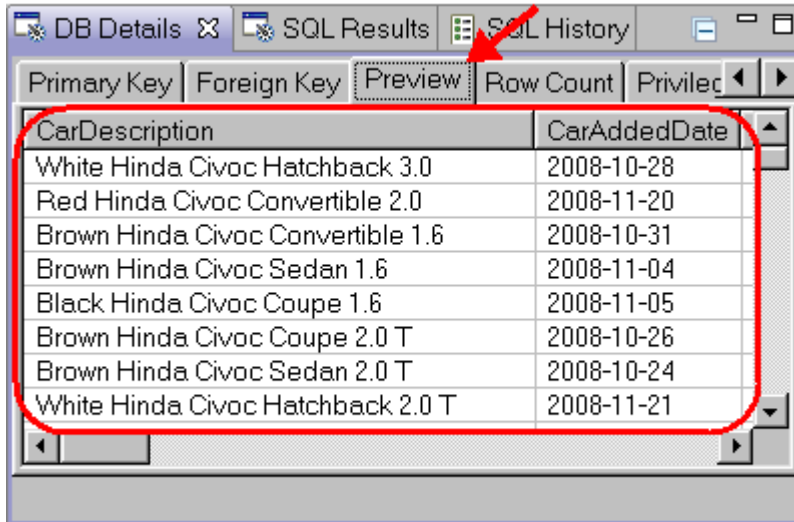 DB Details SQL Results SQL History
Primary Key Foreign Key Preview Row Count
CarDescription CarAddedDate
White Hinda Civoc Hatchback 3.0 2008-10-28
Red Hinda Civoc Convertible 2.0 2008-11-20
Brown Hinda Civoc Convertible 1.6 2008-10-31
Brown Hinda Civoc Sedan 1.6 2008-11-04
Black Hinda Civoc Coupe 1.6 2008-11-05
Brown Hinda Civoc Coupe 2.0 T 2008-10-26
Brown Hinda Civoc Sedan 2.0 T 2008-10-24
White Hinda Civoc Hatchback 2.0 T 2008-11-21